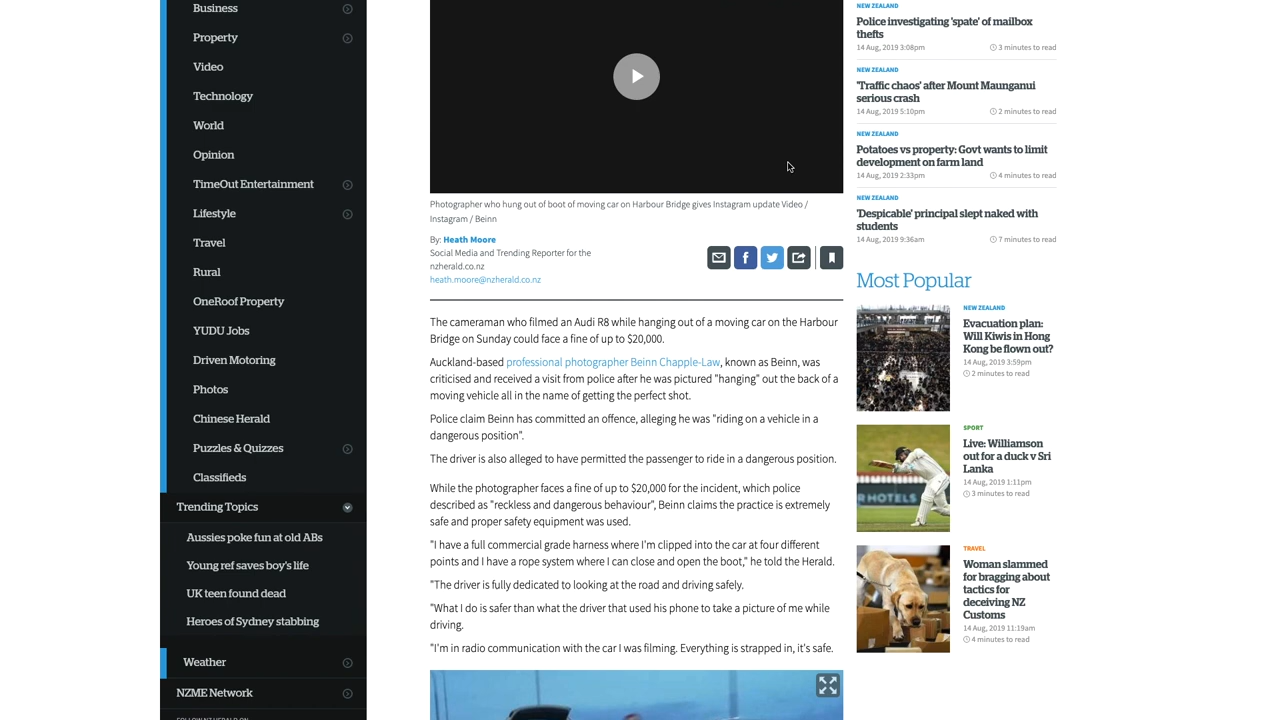 Business
Property
Video
Technology
World
Opinion
TimeOut Entertainment
Lifestyle
Travel
Rural
OneRoof Property
YUDU Jobs
Driven Motoring
Photos
Chinese Herald
Puzzles & Quizzes
Classifieds
Trending Topics
Aussies poke fun at old ABs
Young ref saves boy's life
UK teen found dead
Heroes of Sydney stabbing
Weather
NZME Network
FOLLOW NZ HERALD ON
Photographer who hung out of boot of moving car on Harbour Bridge gives Instagram update Video /
Instagram / Beinn
By: Heath Moore
Social Media and Trending Reporter for the
nzherald.co.nz
heath.moore@nzherald.co.nz
The cameraman who filmed an Audi R8 while hanging out of a moving car on the Harbour
Bridge on Sunday could face a fine of up to $20,000.
Auckland-based professional photographer Beinn Chapple-Law, known as Beinn, was
criticised and received a visit from police after he was pictured "hanging" out the back of a
moving vehicle all in the name of getting the perfect shot.
Police claim Beinn has committed an offence, alleging he was "riding on a vehicle in a
dangerous position".
The driver is also alleged to have permitted the passenger to ride in a dangerous position.
While the photographer faces a fine of up to $20,000 for the incident, which police
described as "reckless and dangerous behaviour", Beinn claims the practice is extremely
safe and proper safety equipment was used.
"I have a full commercial grade harness where I'm clipped into the car at four different
points and I have a rope system where I can close and open the boot," he told the Herald.
"The driver is fully dedicated to looking at the road and driving safely.
"What I do is safer than what the driver that used his phone to take a picture of me while
driving.
"I'm in radio communication with the car I was filming. Everything is strapped in, it's safe.
NEW ZEALAND
Police investigating 'spate' of mailbox
thefts
14 Aug, 2019 3:08pm 3 minutes to read
NEW ZEALAND
'Traffic chaos' after Mount Maunganui
serious crash
14 Aug, 2019 5:10pm 2 minutes to read
NEW ZEALAND
Potatoes vs property: Govt wants to limit
development on farm land
14 Aug, 2019 2:33pm 4 minutes to read
NEW ZEALAND
'Despicable' principal slept naked with
students
14 Aug, 2019 9:36am 7 minutes to read
Most Popular
NEW ZEALAND
Evacuation plan:
Will Kiwis in Hong
Kong be flown out?
14 Aug, 2019 3:59pm
2 minutes to read
SPORT
Live: Williamson
out for a duck v Sri
Lanka
14 Aug, 2019 1:11pm
3 minutes to read
HOTELS
TRAVEL
Woman slammed
for bragging about
tactics for
deceiving NZ
Customs
14 Aug, 2019 11:19am
4 minutes to read